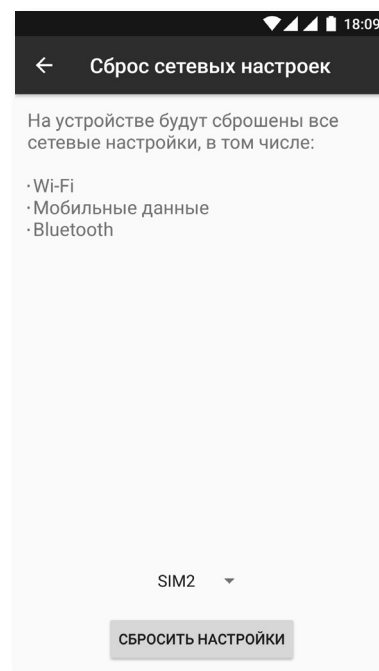 18:09
Сброс сетевых настроек
На устройстве будут сброшены все
сетевые настройки, в том числе:
· Wi-Fi
· Мобильные данные
· Bluetooth
SIM2
СБРОСИТЬ НАСТРОЙКИ